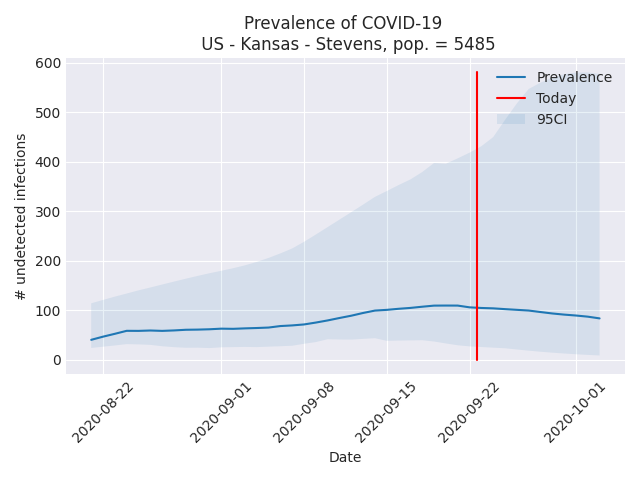 Prevalence of COVID-19
US - Kansas - Stevens, pop. = 5485
600
500
400
300
200
100
0
# undetected infections
Prevalence
Today
95CI
2020-08-22
2020-09-01
2020-09-08
2020-09-15
2020-09-22
2020-10-01
Date